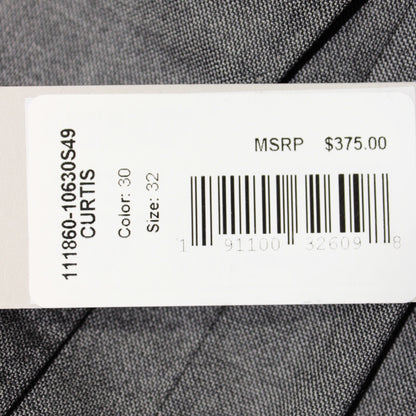 111860-10630S49
CURTIS
Color: 30
Size: 32
MSRP $375.00
1 91100 32609 8